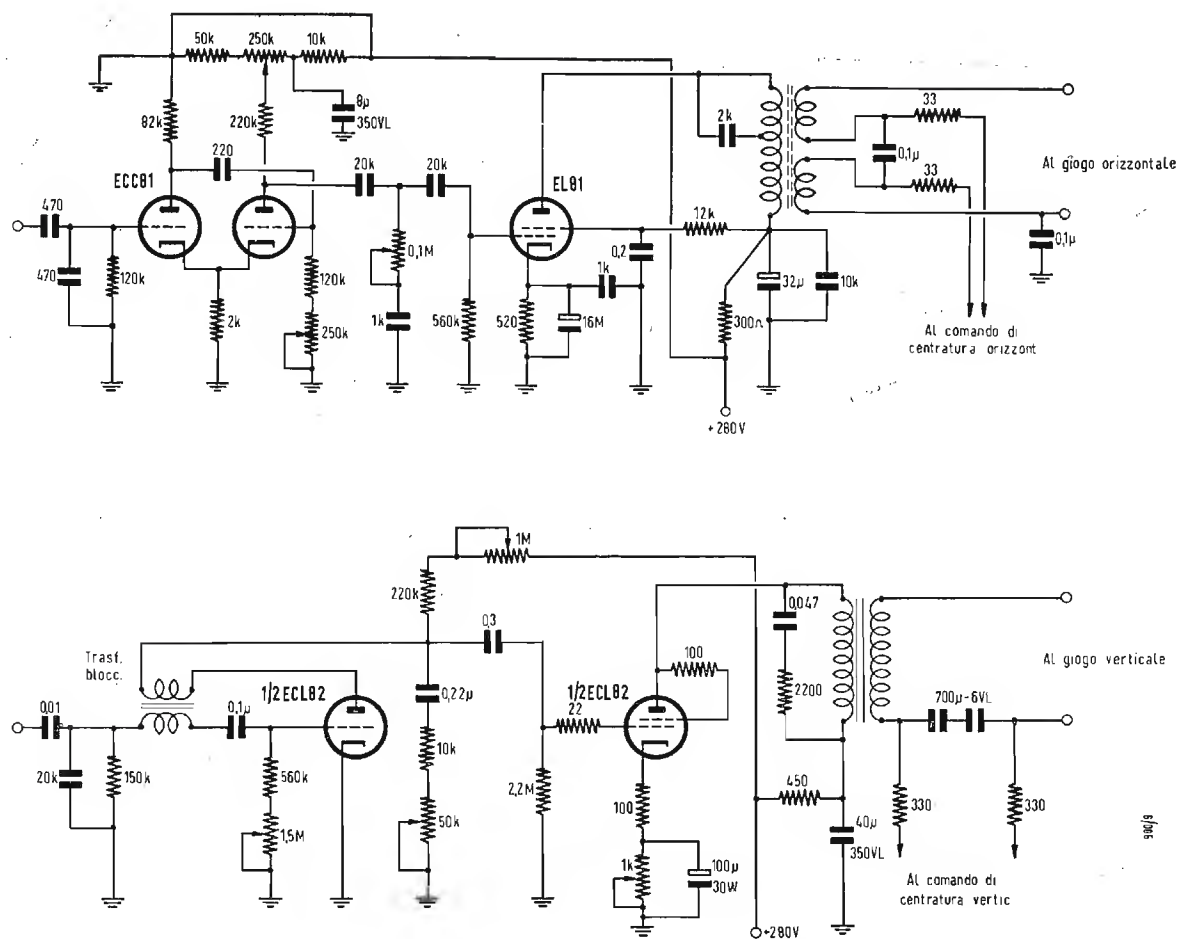 50k
250k
10k
82k
220k
8µ
350VL
220
ECC81
20k
20k
EL81
2k
33
0,1µ
33
Al giogo orizzontale
470
470
120k
2k
120k
250k
0,1M
1k
560k
520
16M
1k
0,2
12k
300Ω
32µ
10k
0,1µ
Al comando di
centratura orizzont
+280V
1M
220k
0,3
Trasf.
blocc.
1/2ECL82
0,01
0,1µ
0,22µ
20k
150k
560k
1,5M
10k
50k
2,2M
22
1/2ECL82
100
100
1k
100µ
30W
0,047
2200
450
40µ
350VL
Al giogo verticale
700µ-6VL
330
330
Al comando di
centratura vertic
+280V